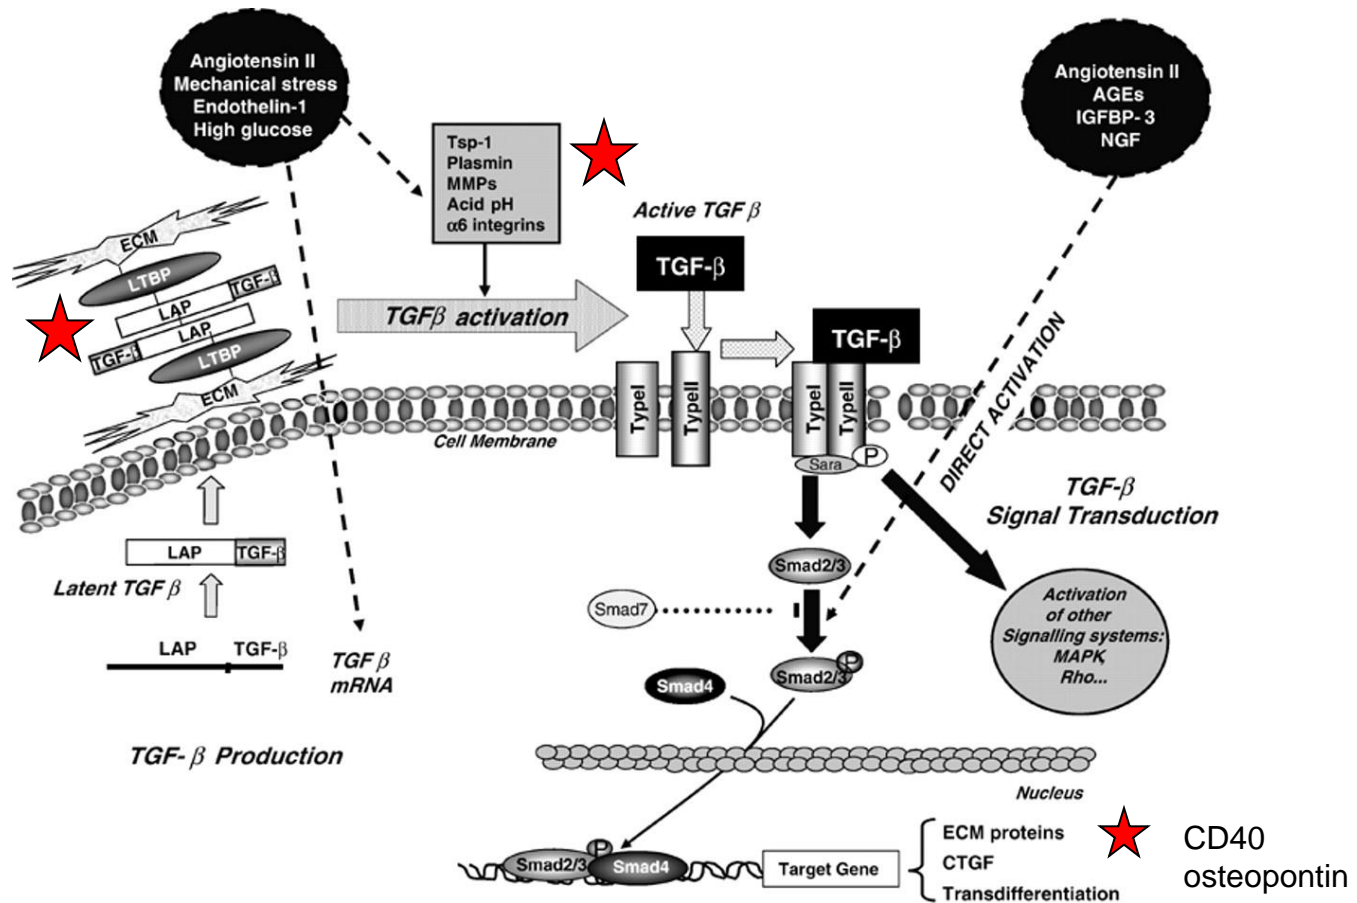 Angiotensin II
Mechanical stress
Endothelin-1
High glucose
Tsp-1
Plasmin
MMPs
Acid pH
α6 integrins
Angiotensin II
AGEs
IGFBP- 3
NGF
ECM
LTBP
TGF-β
LAP
LAP
TGF-β
LTBP
ECM
TGFβ activation
Active TGF β
TGF-β
TGF-β
TypeI
TypeII
TypeI
TypeII
Sara
P
Cell Membrane
DIRECT ACTIVATION
TGF-β
Signal Transduction
LAP
TGF-β
Latent TGF β
LAP
TGF-β
TGF β
mRNA
TGF- β Production
Smad2/3
Smad7
Smad2/3
P
Smad4
Activation
of other
Signalling systems:
MAPK,
Rho...
Nucleus
Smad2/3
P
Smad4
Target Gene
ECM proteins
CTGF
Transdifferentiation
CD40
osteopontin